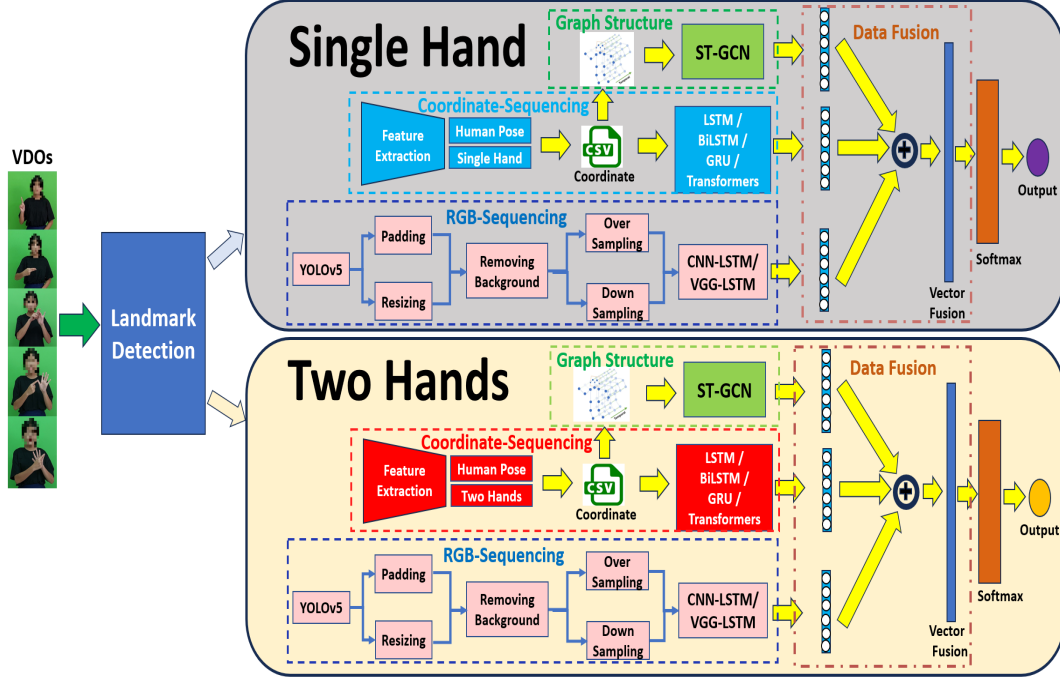 VDOs
Landmark
Detection
Single Hand
Graph Structure
ST-GCN
Data Fusion
Coordinate-Sequencing
Feature
Extraction
Human Pose
Single Hand
CSV
Coordinate
LSTM /
BiLSTM /
GRU /
Transformers
RGB-Sequencing
YOLOv5
Padding
Resizing
Removing
Background
Over
Sampling
Down
Sampling
CNN-LSTM/
VGG-LSTM
Vector
Fusion
Softmax
Output
Two Hands
Graph Structure
ST-GCN
Data Fusion
Coordinate-Sequencing
Feature
Extraction
Human Pose
Two Hands
CSV
Coordinate
LSTM /
BiLSTM /
GRU /
Transformers
RGB-Sequencing
YOLOv5
Padding
Resizing
Removing
Background
Over
Sampling
Down
Sampling
CNN-LSTM/
VGG-LSTM
Vector
Fusion
Softmax
Output